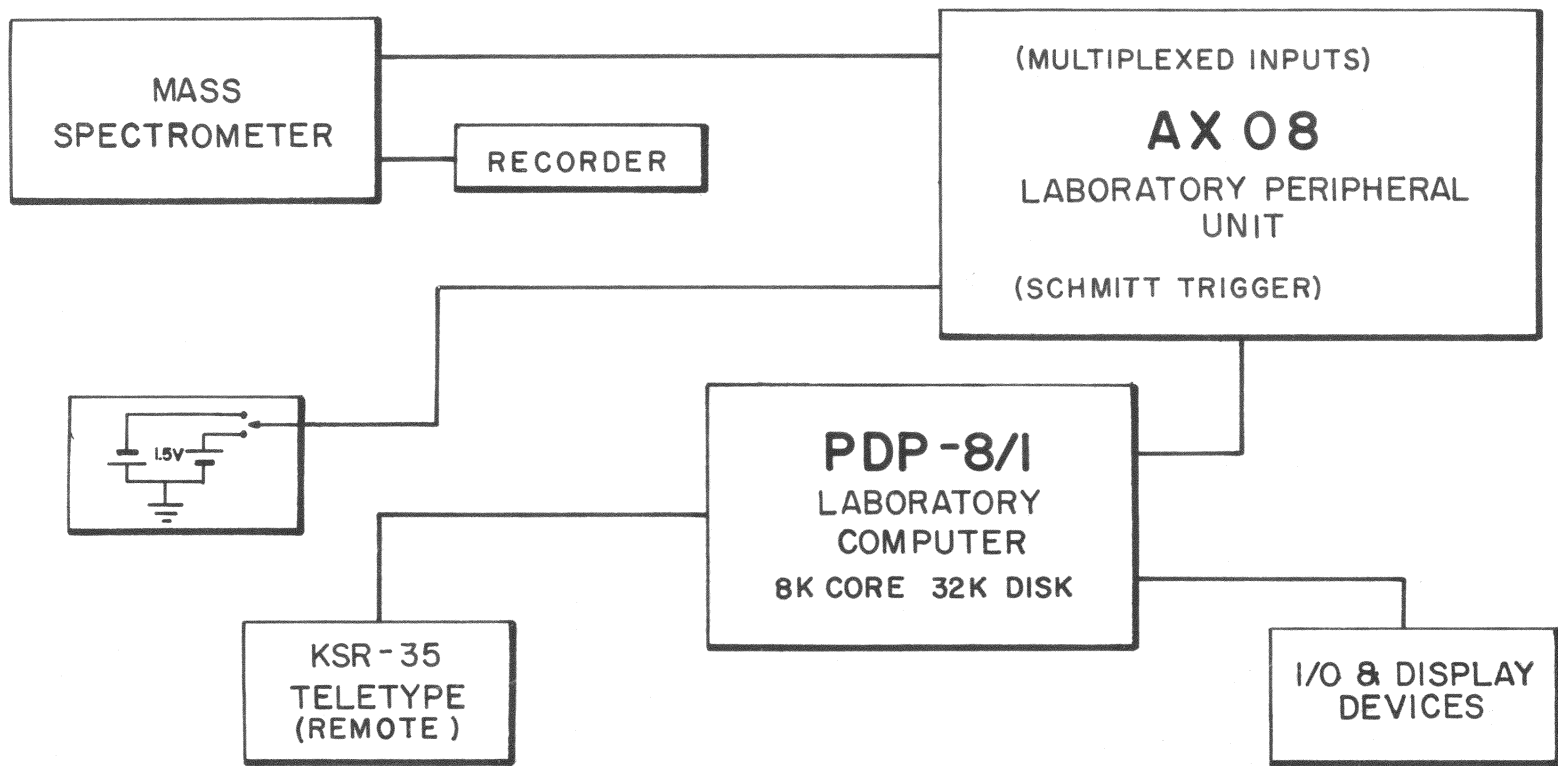 MASS
SPECTROMETER
RECORDER
(MULTIPLEXED INPUTS)
AX 08
LABORATORY PERIPHERAL
UNIT
(SCHMITT TRIGGER)
1.5V
PDP-8/I
LABORATORY
COMPUTER
8K CORE 32K DISK
KSR-35
TELETYPE
(REMOTE)
I/O & DISPLAY
DEVICES